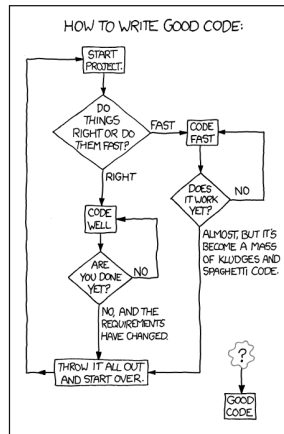 HOW TO WRITE GOOD CODE:
START
PROJECT.
DO
THINGS
RIGHT OR DO
THEM FAST?
FAST
CODE
FAST
RIGHT
DOES
IT WORK
YET?
NO
CODE
WELL
ARE
YOU DONE
YET?
NO
ALMOST, BUT IT'S
BECOME A MASS
OF KLUDGES AND
SPAGHETTI CODE.
NO, AND THE
REQUIREMENTS
HAVE CHANGED.
THROW IT ALL OUT
AND START OVER.
?
GOOD
CODE